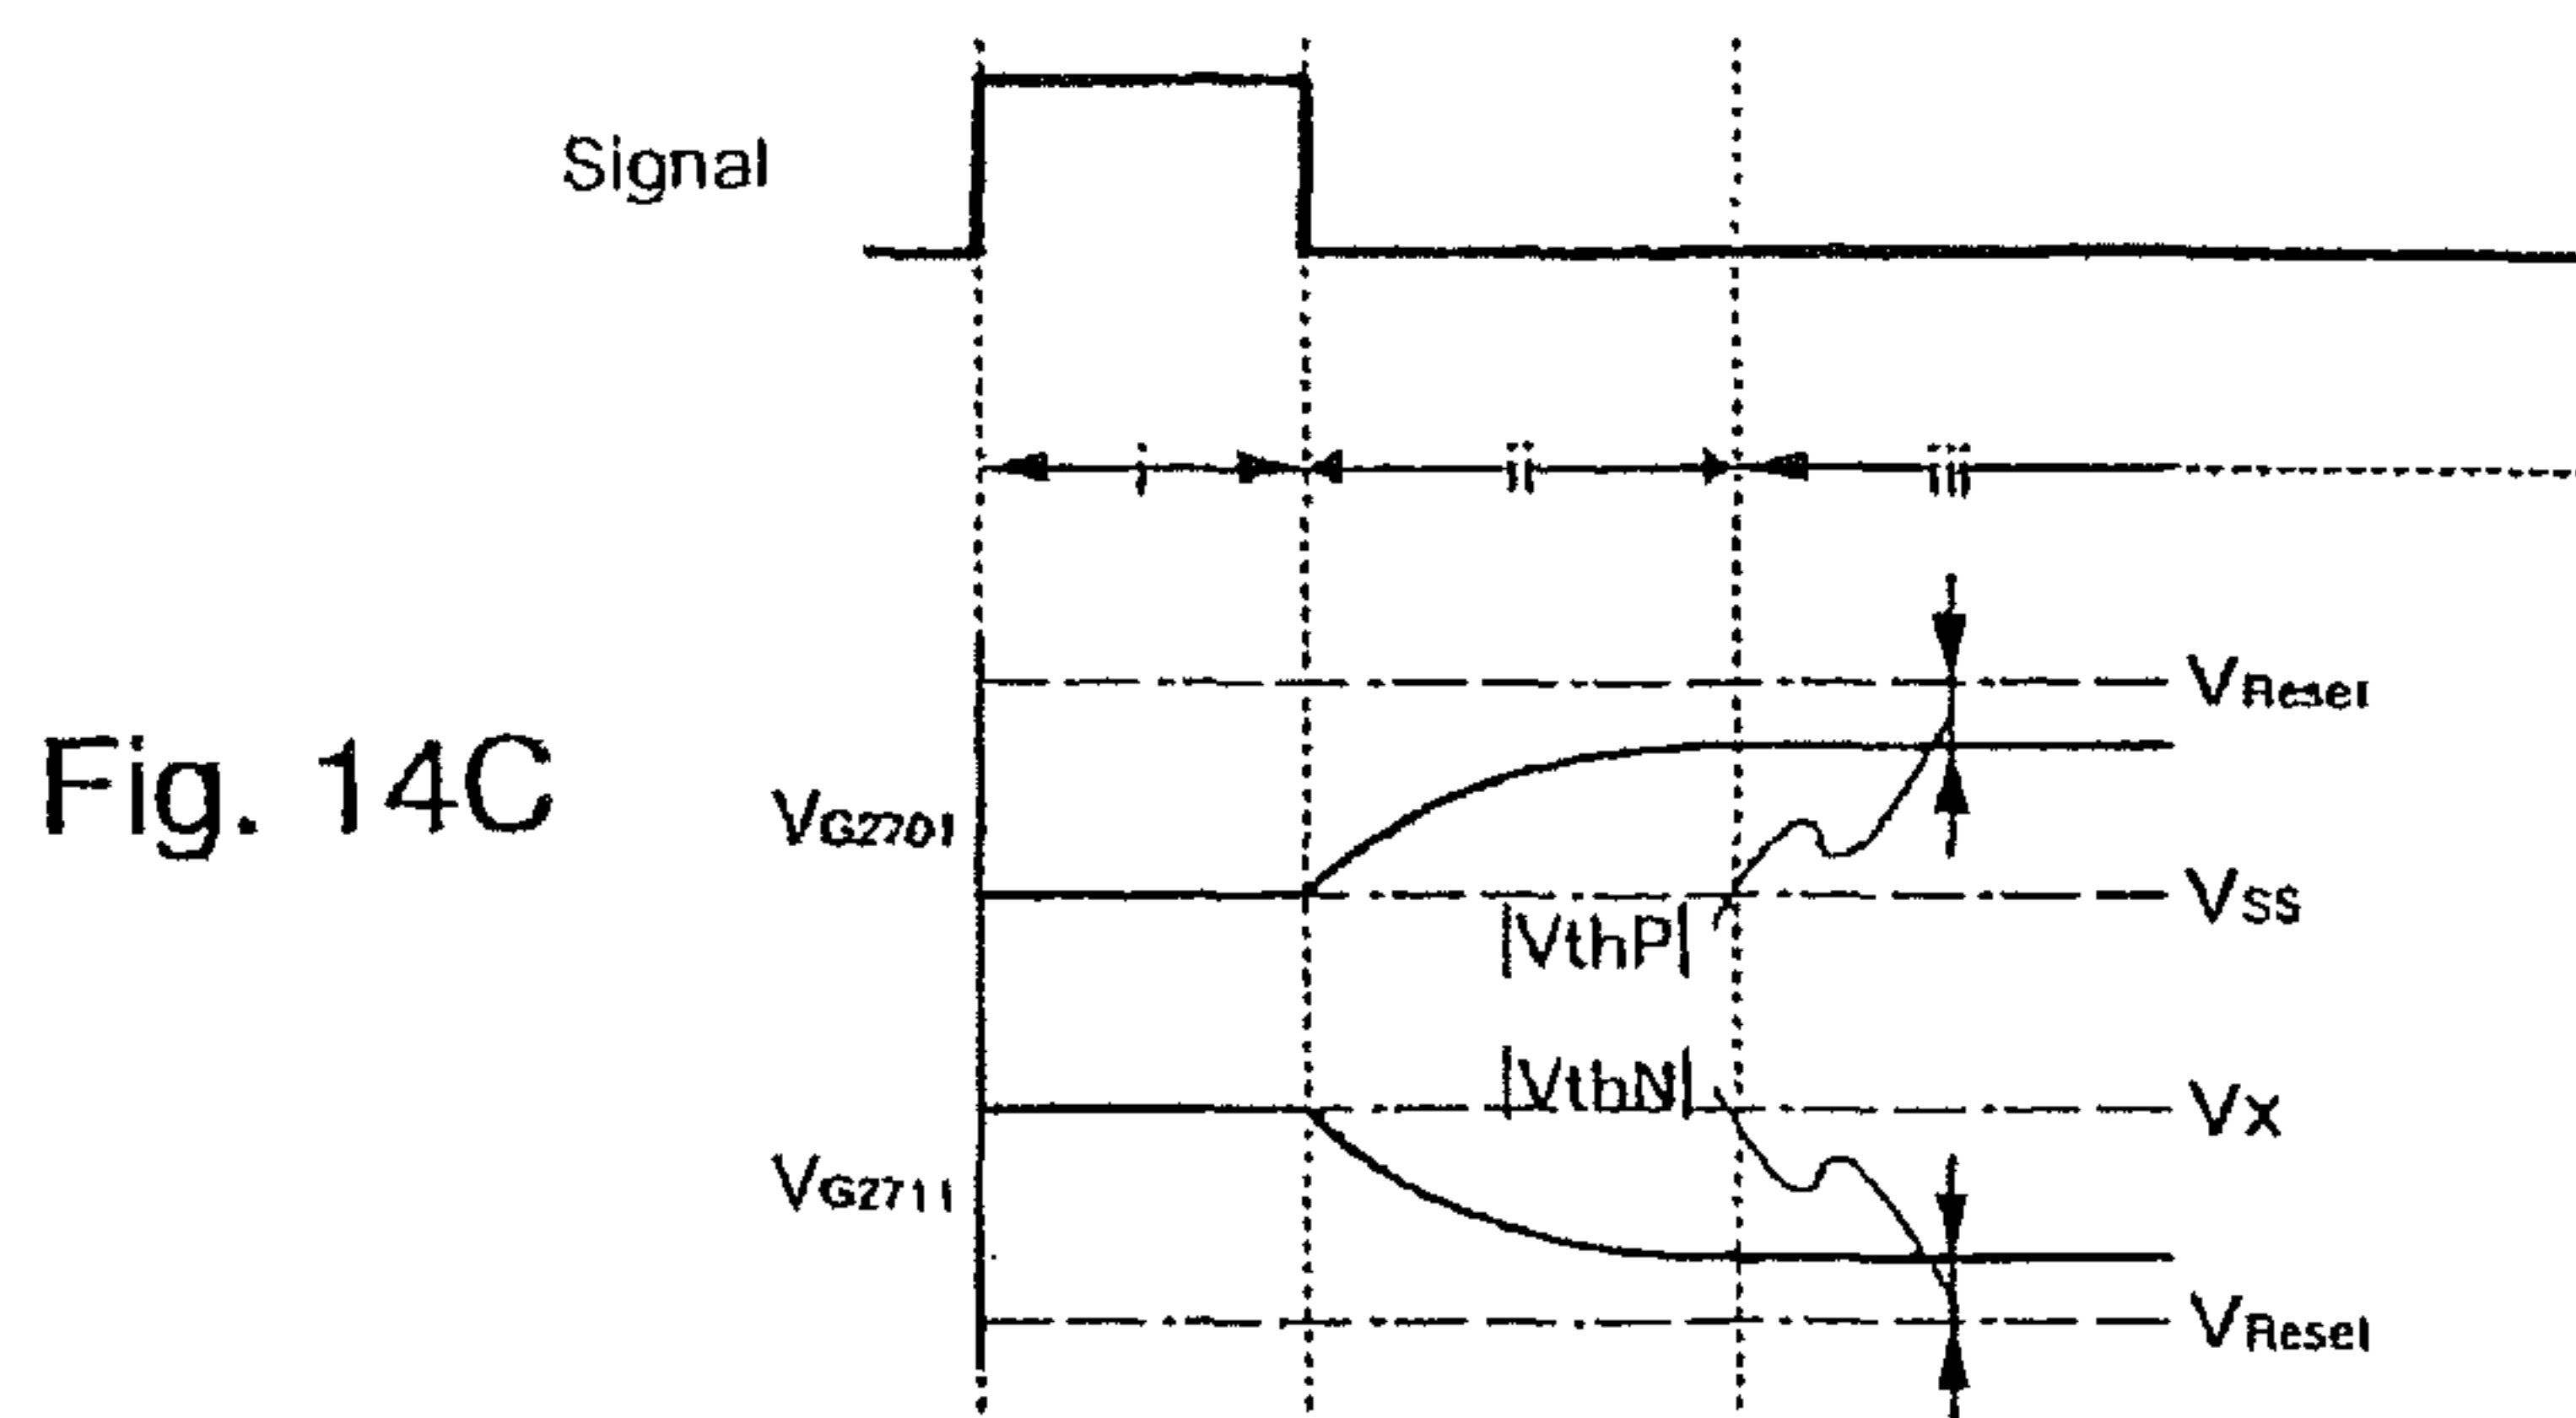 Signal
i
ii
iii
VReset
Fig. 14C
VG2701
VSS
|VthP|
|VthN|
VX
VG2711
VReset